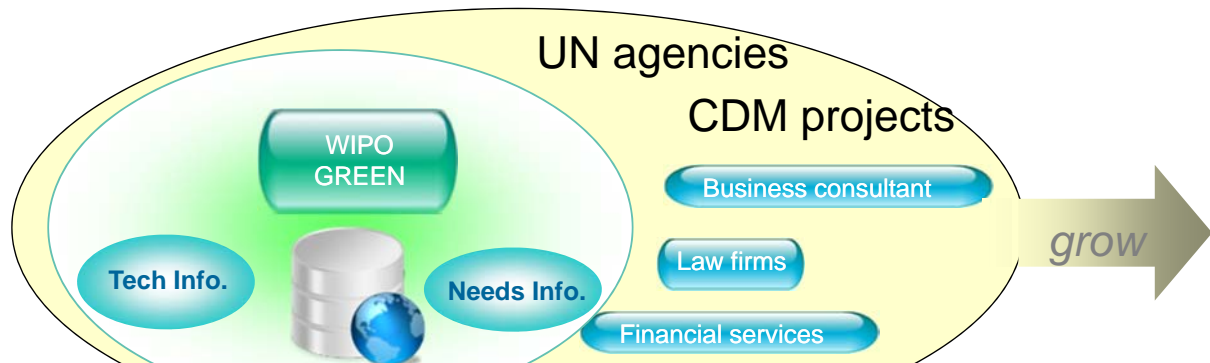 UN agencies
CDM projects
WIPO
GREEN
Business consultant
grow
Law firms
Tech Info.
Needs Info.
Financial services